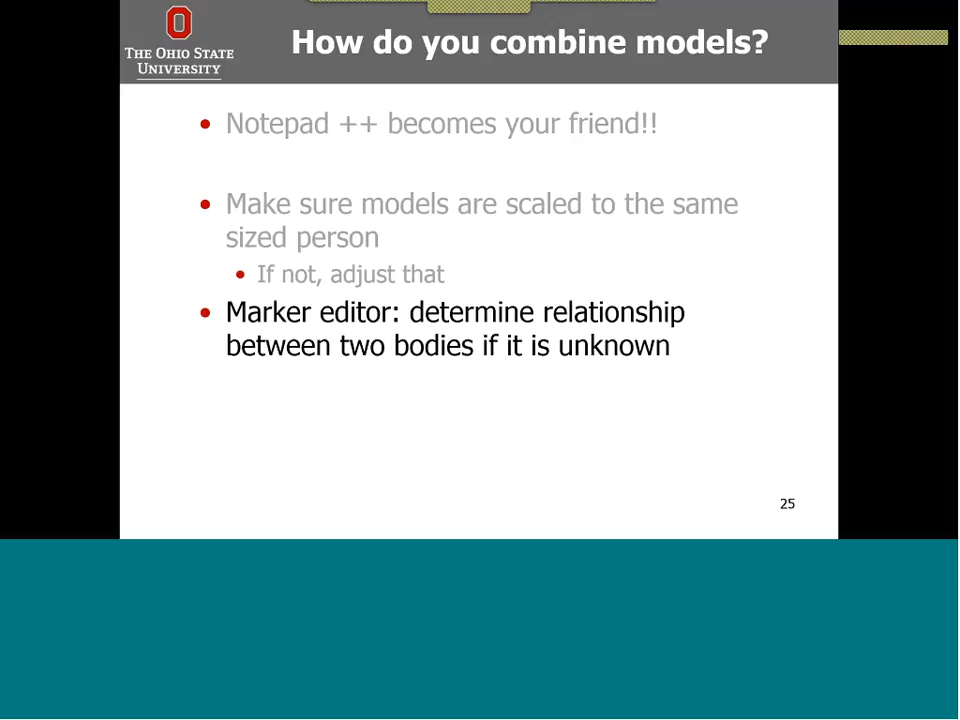 THE OHIO STATE
UNIVERSITY
How do you combine models?
• Notepad ++ becomes your friend!!
• Make sure models are scaled to the same
sized person
• If not, adjust that
• Marker editor: determine relationship
between two bodies if it is unknown
25